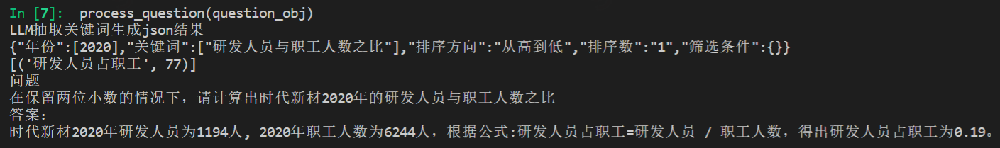 In [7]:  process_question(question_obj)
LLM抽取关键词生成json结果
{"年份":[2020],"关键词":["研发人员与职工人数之比"],"排序方向":"从高到低","排序数":"1","筛选条件":{}}
[('研发人员占职工', 77)]
问题
在保留两位小数的情况下，请计算出时代新材2020年的研发人员与职工人数之比
答案：
时代新材2020年研发人员为1194人, 2020年职工人数为6244人，根据公式:研发人员占职工=研发人员 / 职工人数，得出研发人员占职工为0.19。